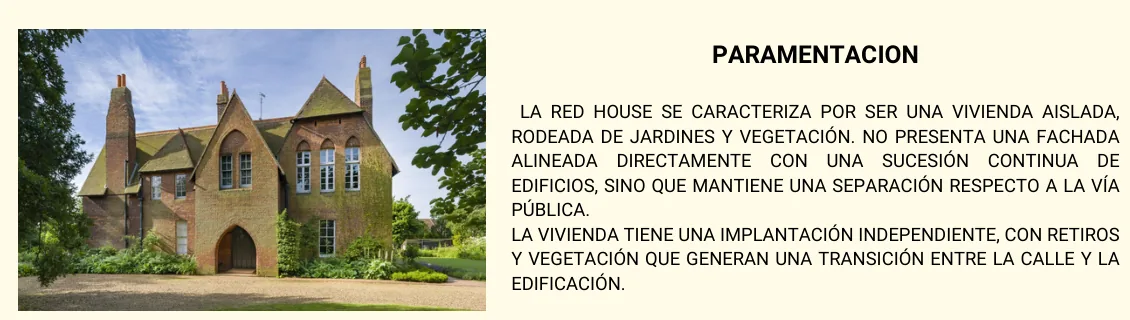 PARAMENTACION
LA RED HOUSE SE CARACTERIZA POR SER UNA VIVIENDA AISLADA,
RODEADA DE JARDINES Y VEGETACIÓN. NO PRESENTA UNA FACHADA
ALINEADA DIRECTAMENTE CON UNA SUCESIÓN CONTINUA DE
EDIFICIOS, SINO QUE MANTIENE UNA SEPARACIÓN RESPECTO A LA VÍA
PÚBLICA.
LA VIVIENDA TIENE UNA IMPLANTACIÓN INDEPENDIENTE, CON RETIROS
Y VEGETACIÓN QUE GENERAN UNA TRANSICIÓN ENTRE LA CALLE Y LA
EDIFICACIÓN.